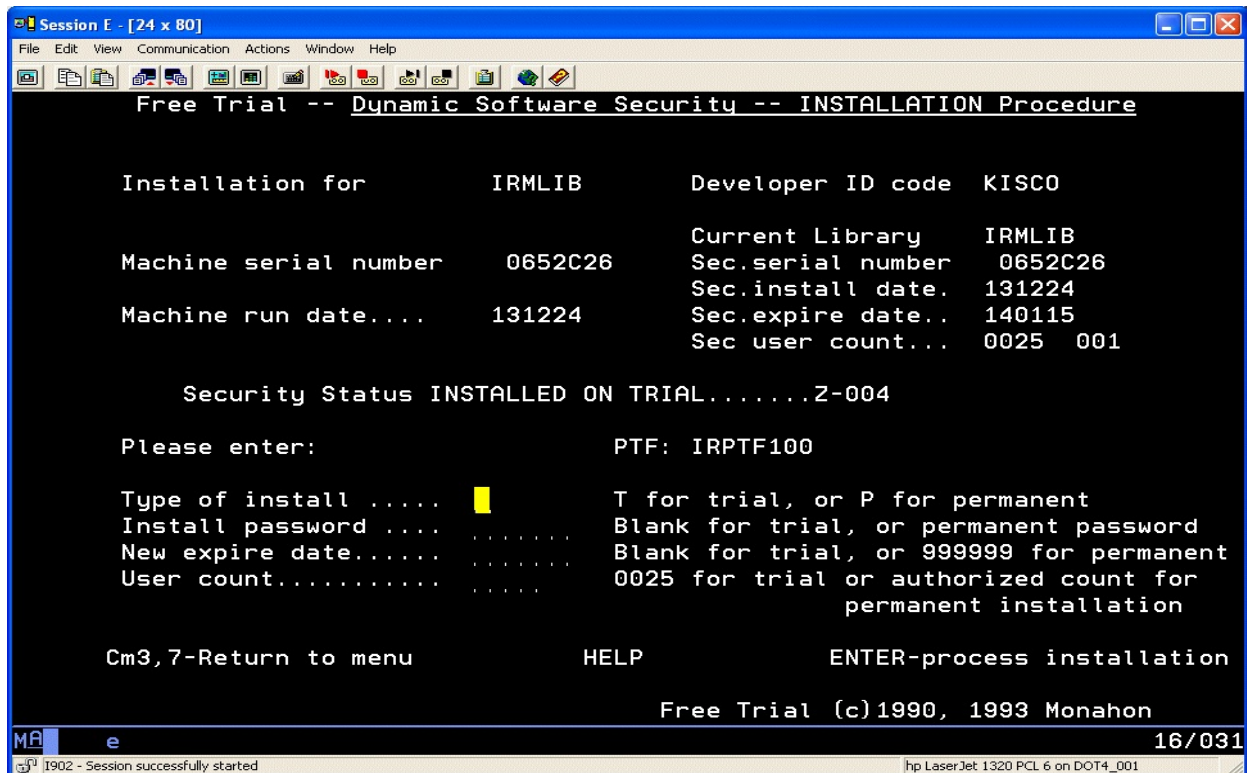 Session E - [24 x 80]
File Edit View Communication Actions Window Help
Free Trial -- Dynamic Software Security -- INSTALLATION Procedure
Installation for IRMLIB Developer ID code KISCO
Current Library IRMLIB
Machine serial number 0652C26 Sec.serial number 0652C26
Sec.install date. 131224
Machine run date.... 131224 Sec.expire date.. 140115
Sec user count... 0025 001
Security Status INSTALLED ON TRIAL.......Z-004
Please enter: PTF: IRPTF100
Type of install ..... T for trial, or P for permanent
Install password .... Blank for trial, or permanent password
New expire date...... Blank for trial, or 999999 for permanent
User count........... 0025 for trial or authorized count for
permanent installation
Cm3,7-Return to menu HELP ENTER-process installation
Free Trial (c)1990, 1993 Monahon
MA e 16/031
I902 - Session successfully started hp LaserJet 1320 PCL 6 on DOT4_001